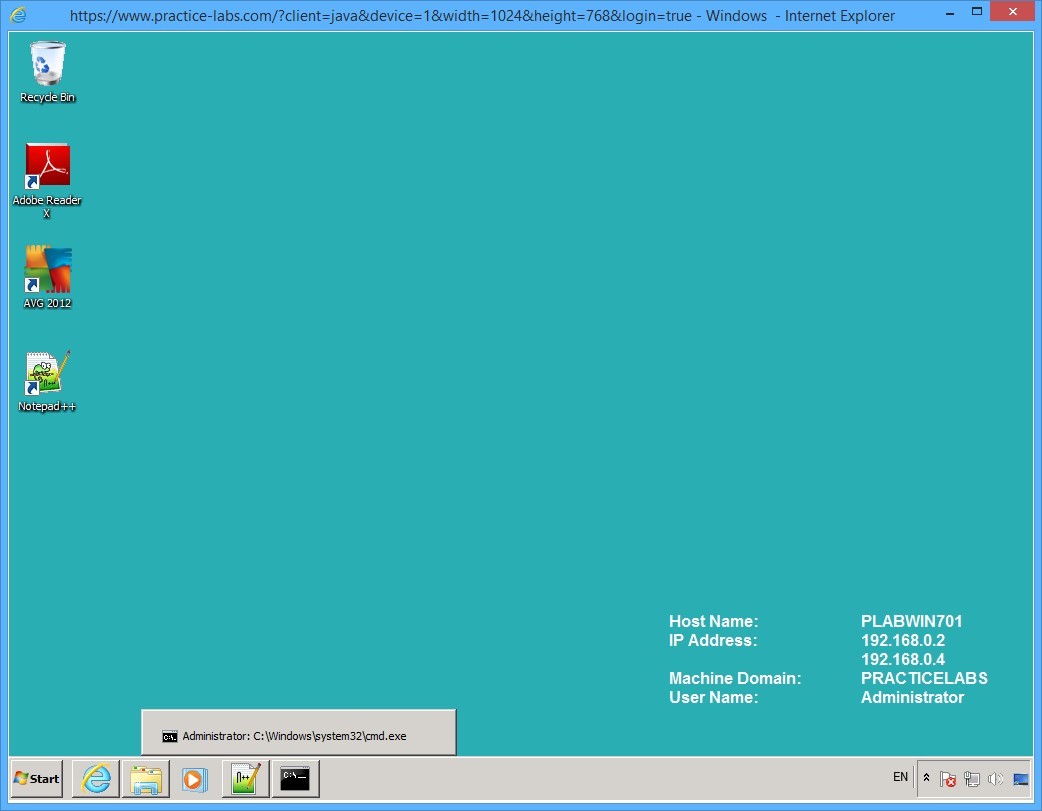 https://www.practice-labs.com/?client=java&device=1&width=1024&height=768&login=true - Windows - Internet Explorer
Recycle Bin
Adobe Reader
X
AVG 2012
Notepad++
Host Name: PLABWIN701
IP Address: 192.168.0.2
192.168.0.4
Machine Domain: PRACTICELABS
User Name: Administrator
Administrator: C:\Windows\system32\cmd.exe
Start
EN